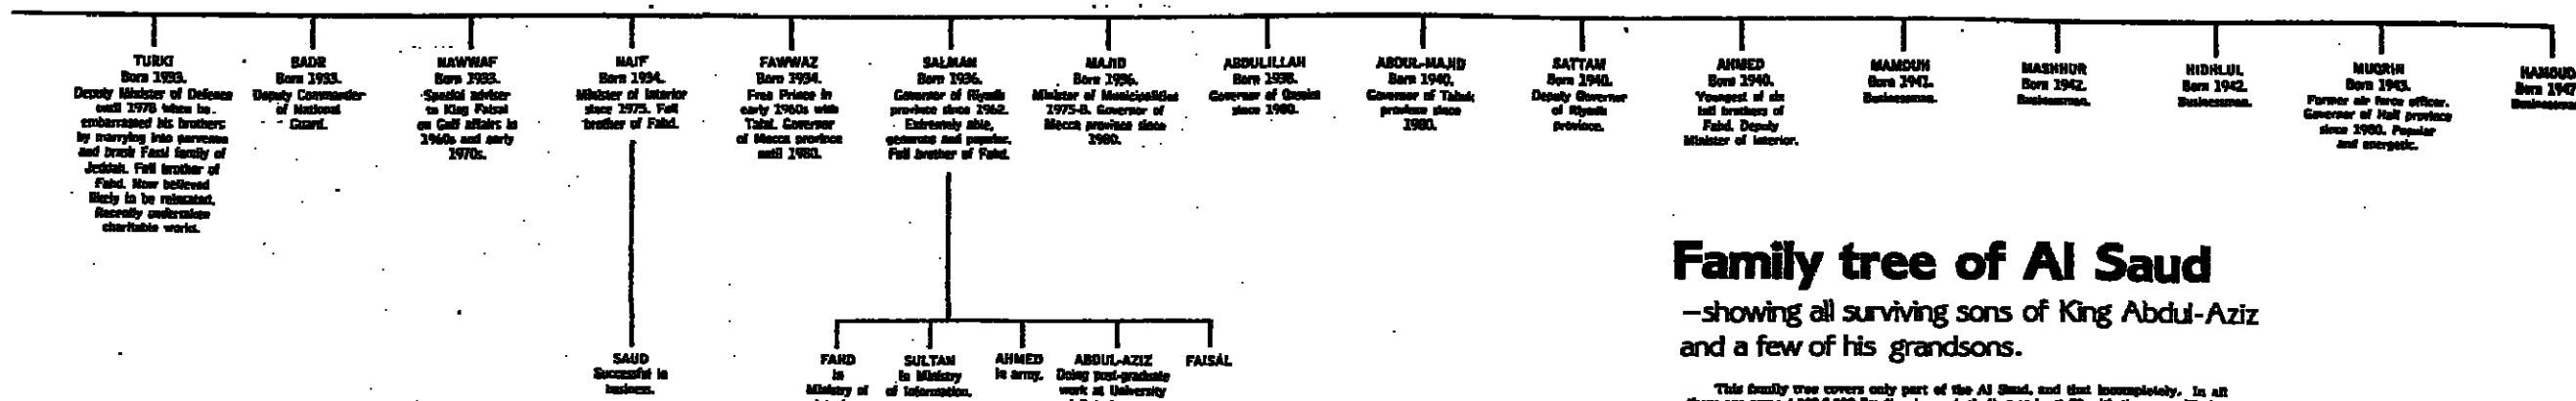 TURKI
Born 1933.
Deputy Minister of Defence
until 1978 when he
embarrassed his brothers
by marrying into parvenu
and brash Fassi family of
Jeddah. Full brother of
Fahd. Now believed
likely to be reinstated.
Recently undertaken
charitable works.
BADR
Born 1933.
Deputy Commander
of National
Guard.
NAWWAF
Born 1933.
Special adviser
to King Faisal
on Gulf affairs in
1960s and early
1970s.
NAIF
Born 1934.
Minister of Interior
since 1975. Full
brother of Fahd.
FAWWAZ
Born 1934.
Free Prince in
early 1960s with
Talal. Governor
of Mecca province
until 1980.
SALMAN
Born 1936.
Governor of Riyadh
province since 1962.
Extremely able,
generous and popular.
Full brother of Fahd.
MAJID
Born 1936.
Minister of Municipalities
1975-8. Governor of
Mecca province since
1980.
ABDULILLAH
Born 1938.
Governor of Qassim
since 1980.
ABDUL-MAJID
Born 1940.
Governor of Tabuk
province since
1980.
SATTAM
Born 1940.
Deputy Governor
of Riyadh
province.
AHMED
Born 1940.
Youngest of six
full brothers of
Fahd. Deputy
Minister of Interior.
MAMDUH
Born 1941.
Businessman.
MASHHUR
Born 1942.
Businessman.
HIDHLUL
Born 1942.
Businessman.
MUQRIN
Born 1943.
Former air force officer.
Governor of Hail province
since 1980. Popular
and energetic.
HAMOUD
Born 1947
Businessman
SAUD
Successful in
business.
FAHD
in
Ministry of
SULTAN
in Ministry
of Information.
AHMED
in army.
ABDUL-AZIZ
Doing post-graduate
work at University
FAISAL
Family tree of Al Saud
—showing all surviving sons of King Abdul-Aziz
and a few of his grandsons.
This family tree covers only part of the Al Saud, and that incompletely. In all